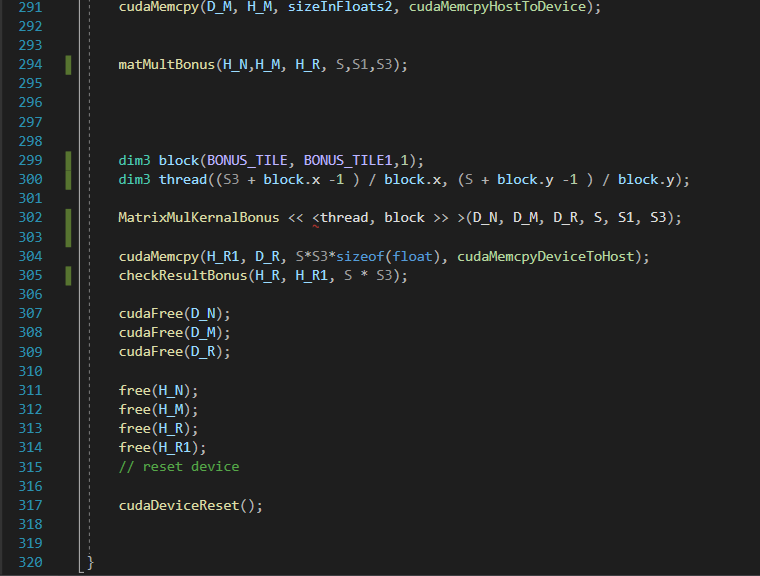 291 cudaMemcpy(D_M, H_M, sizeInFloats2, cudaMemcpyHostToDevice);
292
293
294 matMultBonus(H_N,H_M, H_R, S,S1,S3);
295
296
297
298
299 dim3 block(BONUS_TILE, BONUS_TILE1,1);
300 dim3 thread((S3 + block.x -1 ) / block.x, (S + block.y -1 ) / block.y);
301
302 MatrixMulKernalBonus << <thread, block >> >(D_N, D_M, D_R, S, S1, S3);
303
304 cudaMemcpy(H_R1, D_R, S*S3*sizeof(float), cudaMemcpyDeviceToHost);
305 checkResultBonus(H_R, H_R1, S * S3);
306
307 cudaFree(D_N);
308 cudaFree(D_M);
309 cudaFree(D_R);
310
311 free(H_N);
312 free(H_M);
313 free(H_R);
314 free(H_R1);
315 // reset device
316
317 cudaDeviceReset();
318
319
320 }